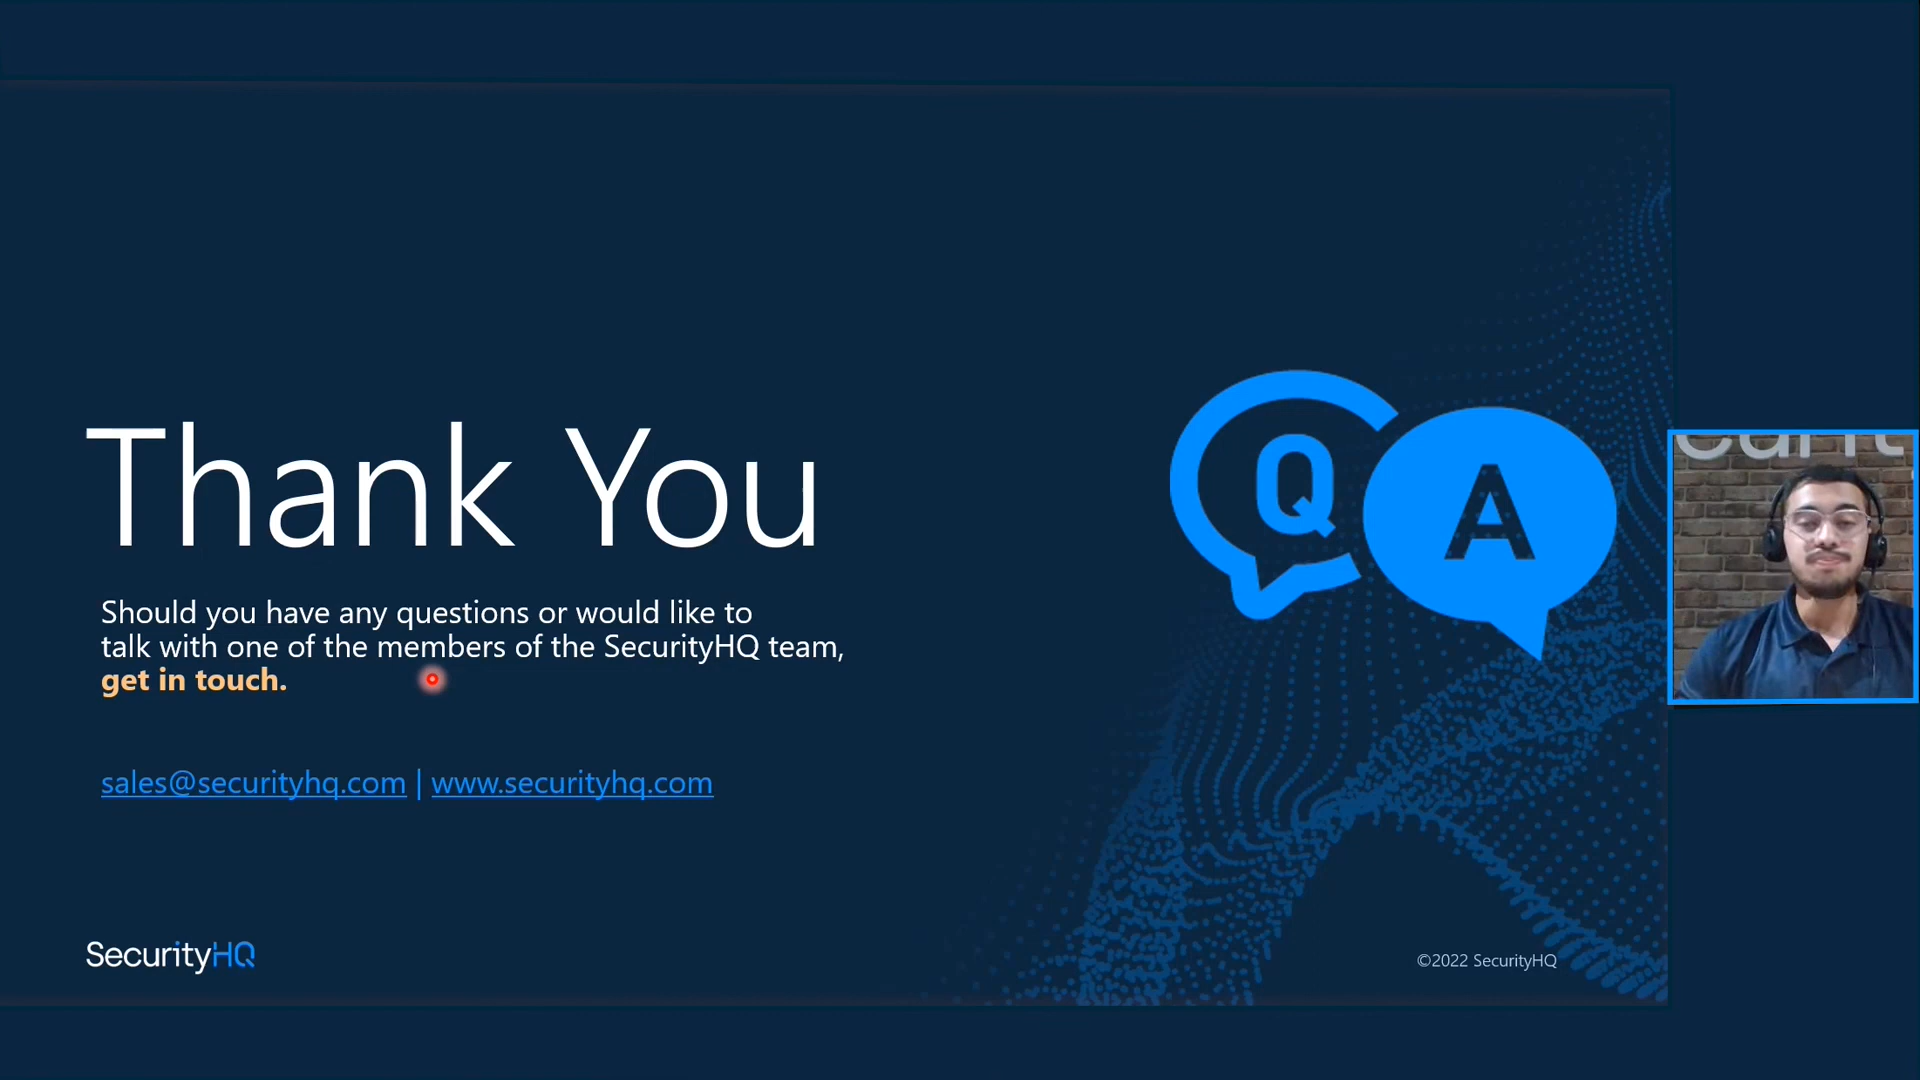 Thank You
Q
A
Should you have any questions or would like to
talk with one of the members of the SecurityHQ team,
get in touch.
sales@securityhq.com | www.securityhq.com
SecurityHQ
©2022 SecurityHQ